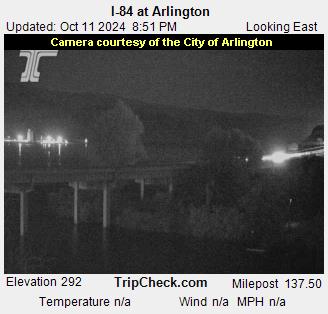 I-84 at Arlington
Updated: Oct 11 2024 8:51 PM Looking East
Camera courtesy of the City of Arlington
Elevation 292 TripCheck.com Milepost 137.50
Temperature n/a Wind n/a MPH n/a